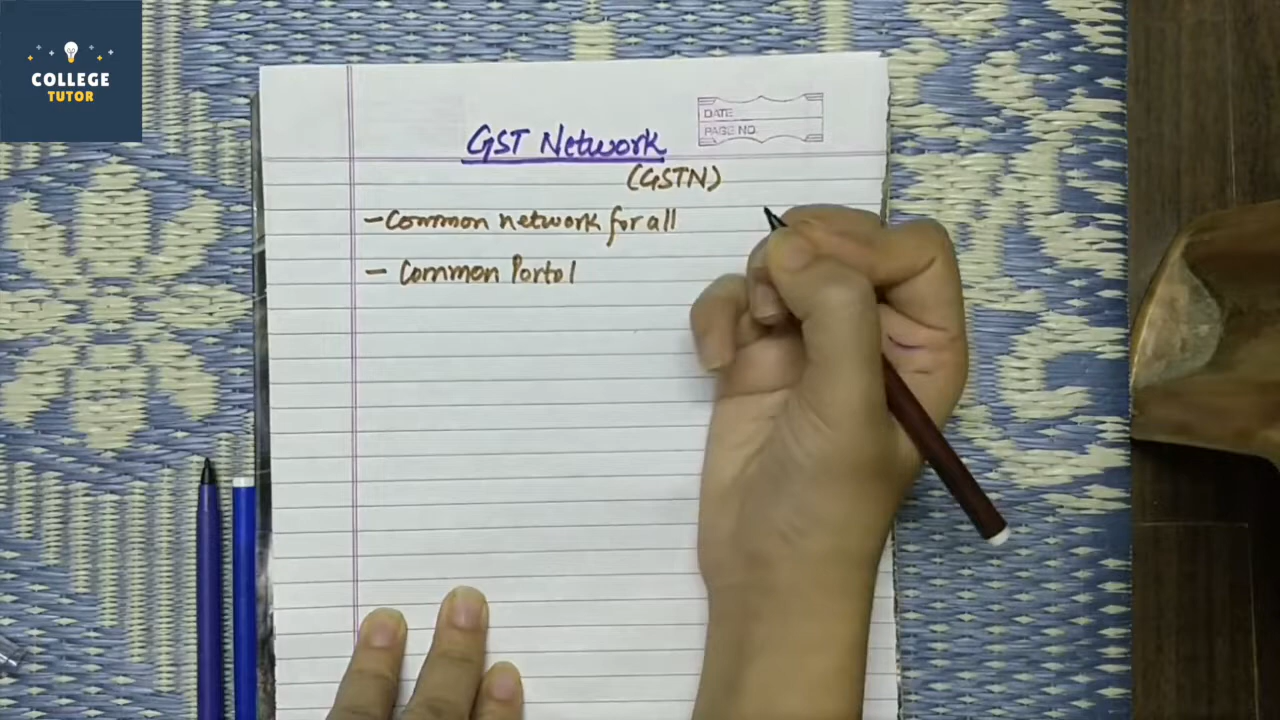 COLLEGE
TUTOR
DATE
PAGE NO.
GST Network
(GSTN)
- Common network for all
- Common Portal